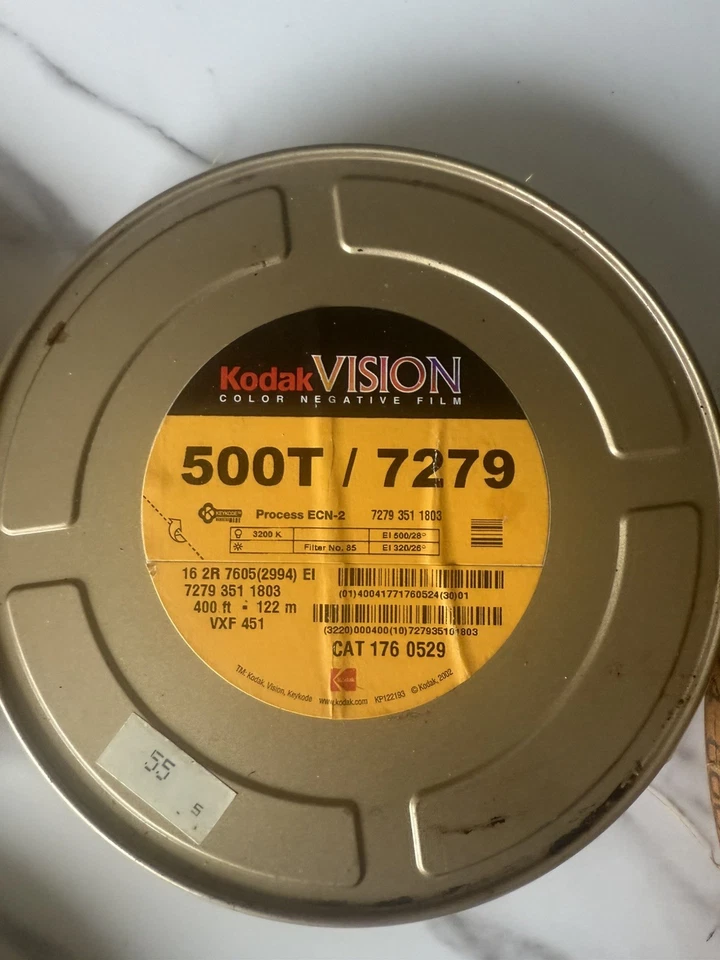 Kodak VISION
COLOR NEGATIVE FILM
500T / 7279
KEYKODE
Process ECN-2 7279 351 1803
3200 K EI 500/28°
Filter No. 85 EI 320/26°
16 2R 7605(2994) EI
7279 351 1803
400 ft ▪ 122 m
VXF 451
(01)40041771760524(30)01
(3220)000400(10)727935101803
CAT 176 0529
TM: Kodak, Vision, Keykode www.kodak.com KP122193 © Kodak, 2002
55
5